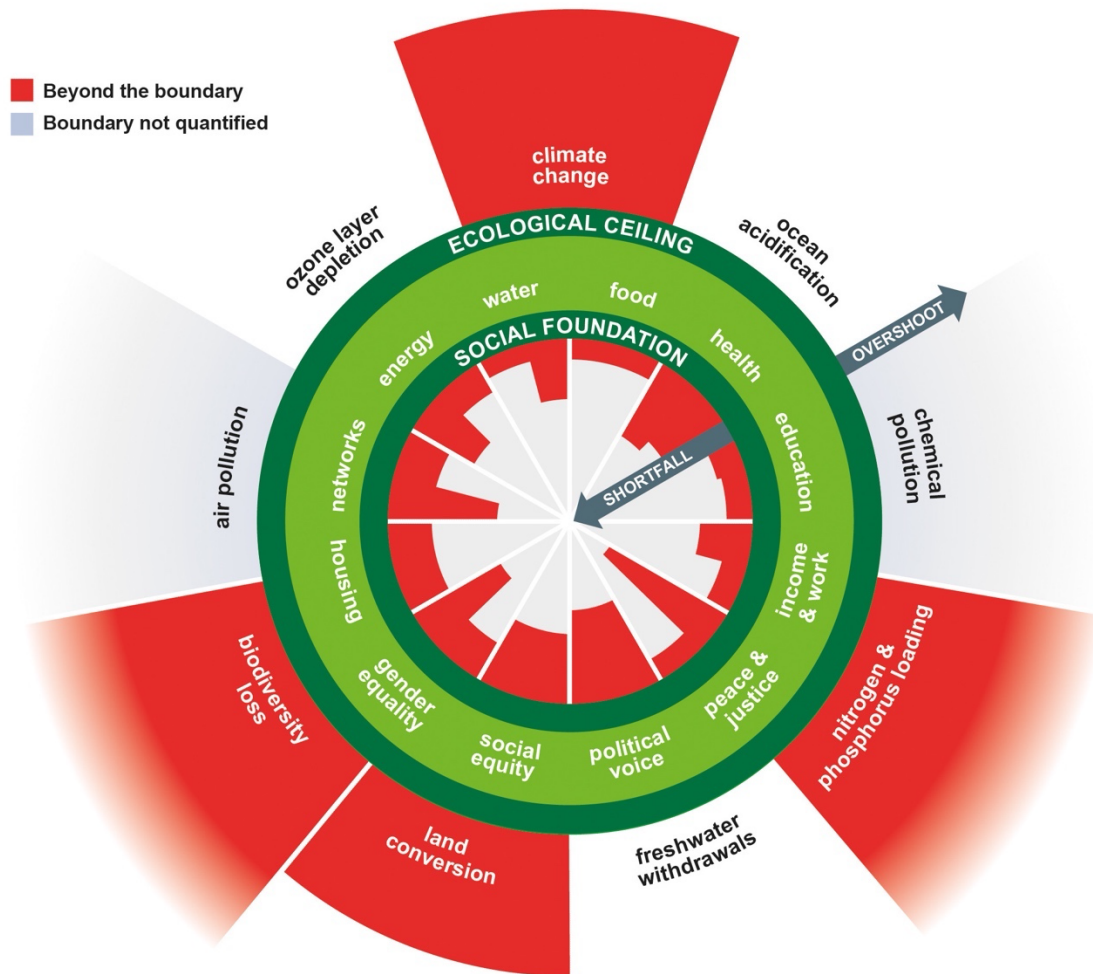 Beyond the boundary
Boundary not quantified
climate
change
ozone layer
depletion
ocean
acidification
ECOLOGICAL CEILING
water
food
SOCIAL FOUNDATION
energy
health
OVERSHOOT
networks
education
air pollution
chemical
pollution
SHORTFALL
housing
income
& work
biodiversity
loss
gender
equality
peace &
justice
nitrogen &
phosphorus loading
social
equity
political
voice
land
conversion
freshwater
withdrawals